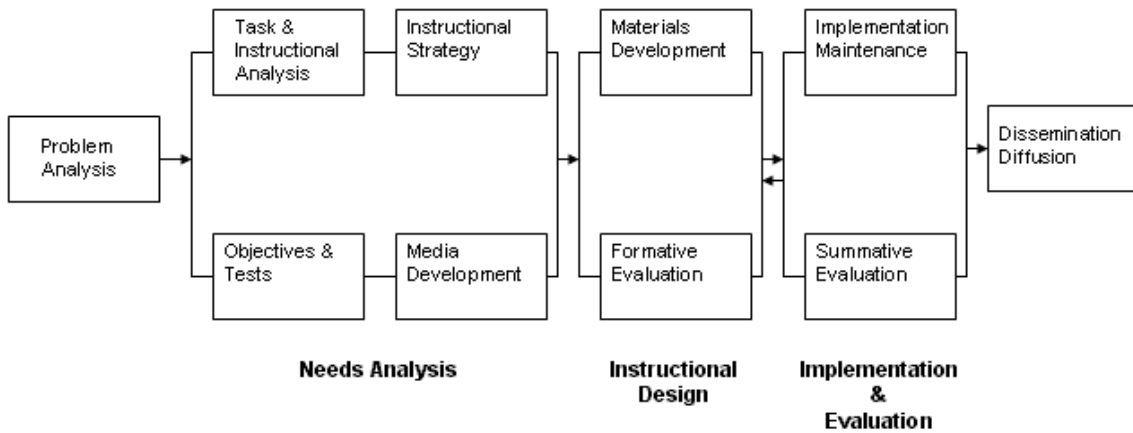 Problem
Analysis
Task &
Instructional
Analysis
Instructional
Strategy
Objectives &
Tests
Media
Development
Materials
Development
Formative
Evaluation
Implementation
Maintenance
Summative
Evaluation
Dissemination
Diffusion
Needs Analysis
Instructional
Design
Implementation
&
Evaluation